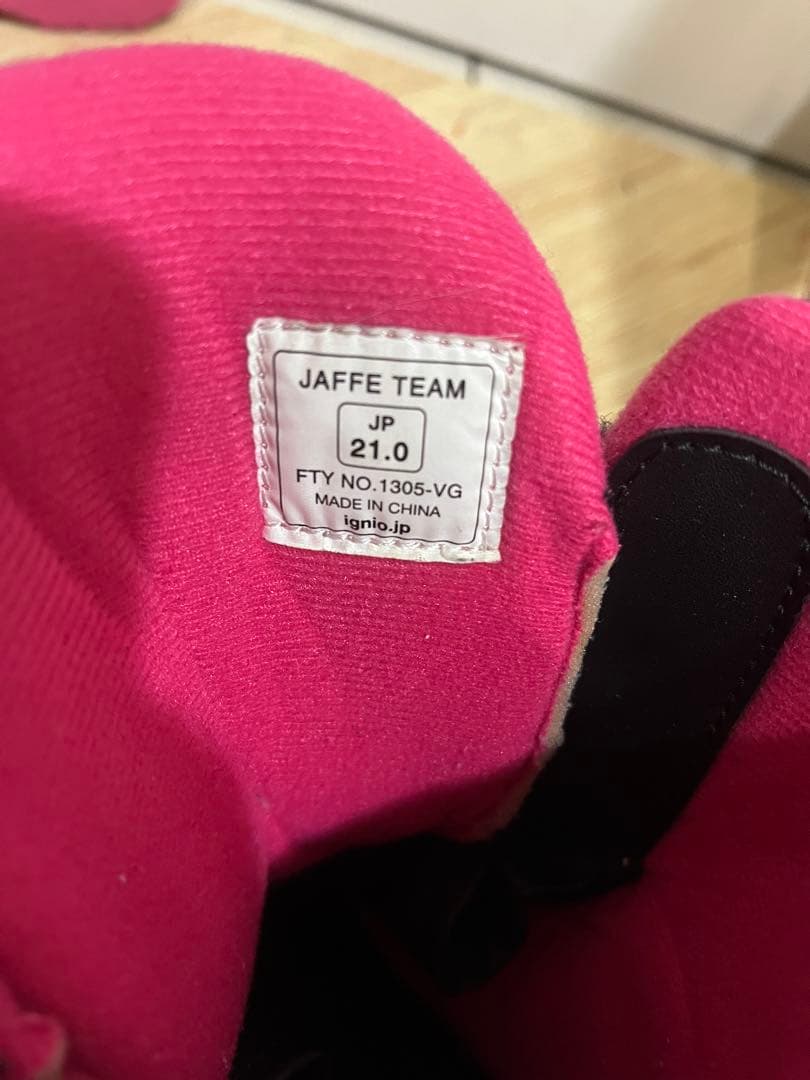 JAFFE TEAM
JP
21.0
FTY NO.1305-VG
MADE IN CHINA
ignio.jp